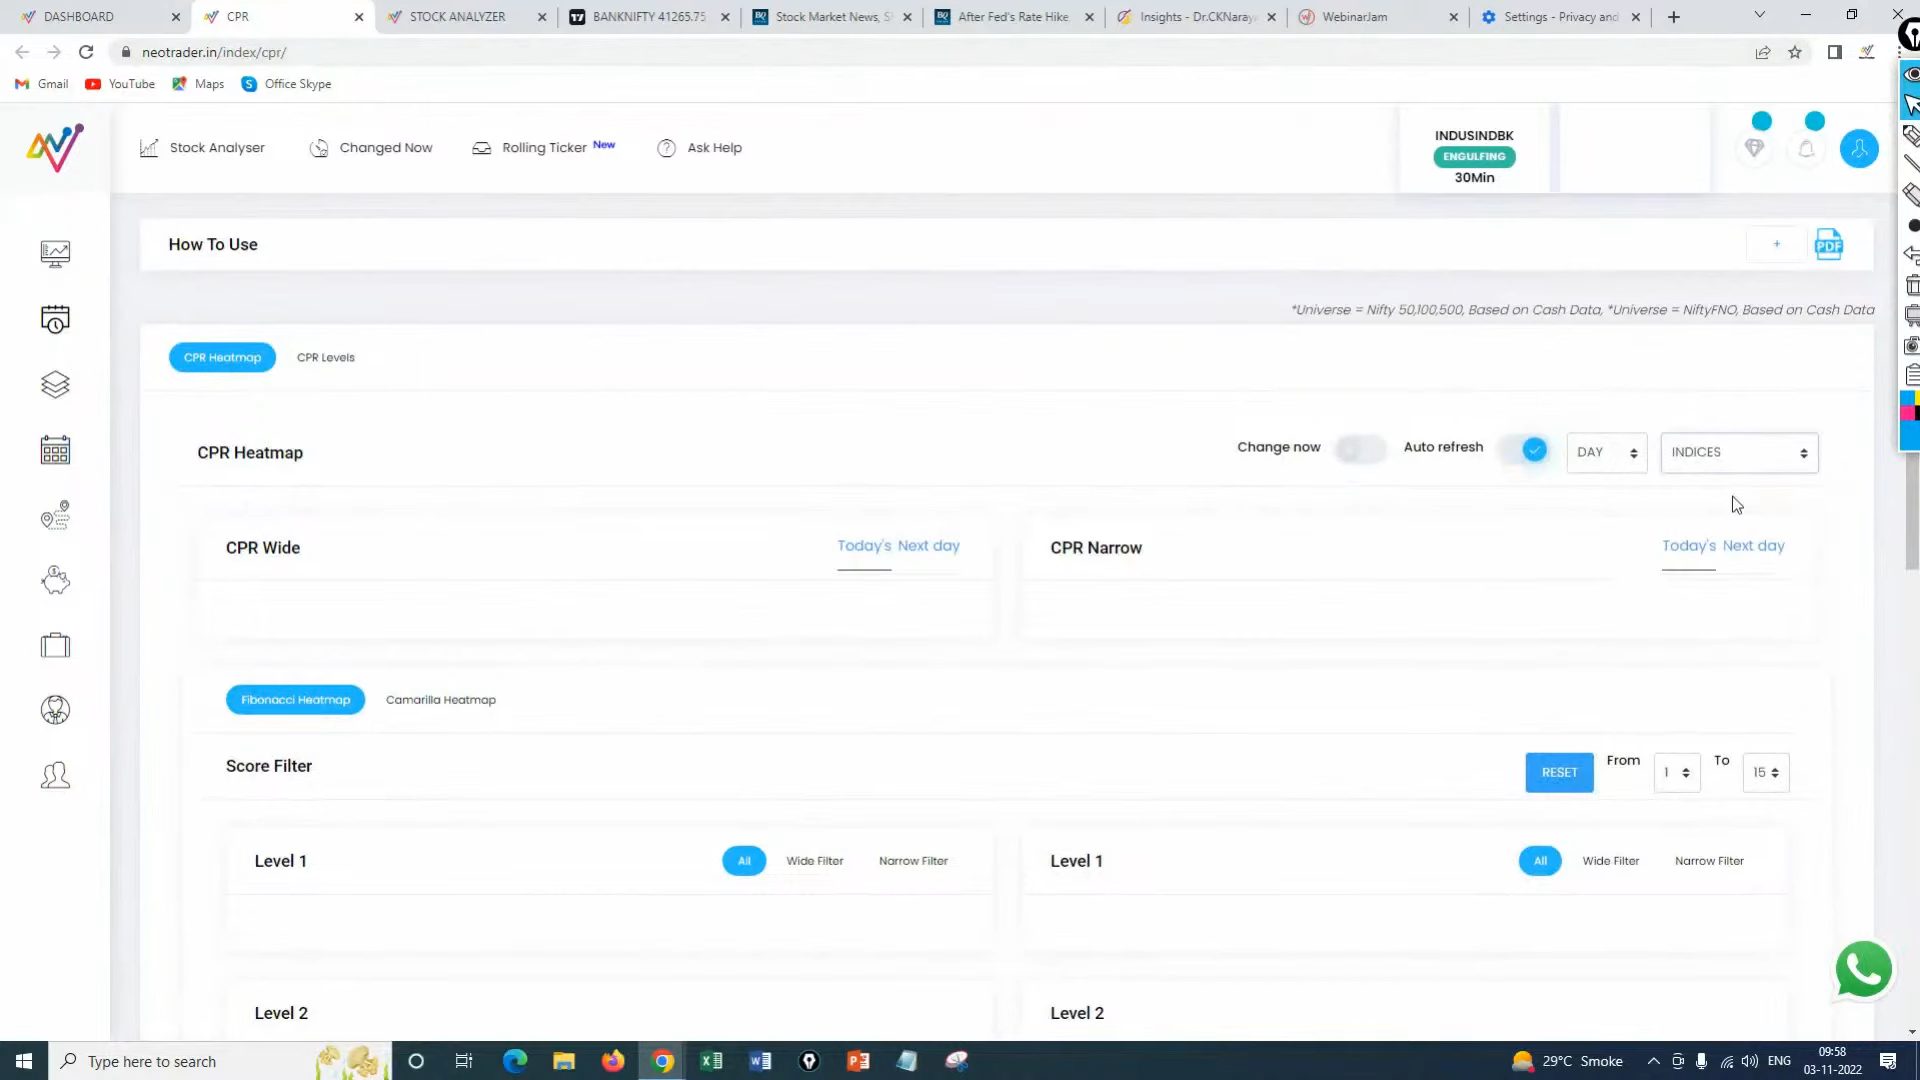 DASHBOARD
CPR
STOCK ANALYZER
BANKNIFTY 41265.75
Stock Market News, S
After Fed's Rate Hike
Insights - Dr.CKNaray
WebinarJam
Settings - Privacy and
neotrader.in/index/cpr/
Gmail
YouTube
Maps
Office Skype
Stock Analyser
Changed Now
Rolling Ticker New
Ask Help
INDUSINDBK
ENGULFING
30Min
How To Use
+
PDF
*Universe = Nifty 50,100,500, Based on Cash Data, *Universe = NiftyFNO, Based on Cash Data
CPR Heatmap
CPR Levels
CPR Heatmap
Change now
Auto refresh
DAY
INDICES
CPR Wide
Today's Next day
CPR Narrow
Today's Next day
Fibonacci Heatmap
Camarilla Heatmap
Score Filter
RESET
From
1
To
15
Level 1
All
Wide Filter
Narrow Filter
Level 1
All
Wide Filter
Narrow Filter
Level 2
Level 2
Type here to search
29°C Smoke
ENG
09:58
03-11-2022